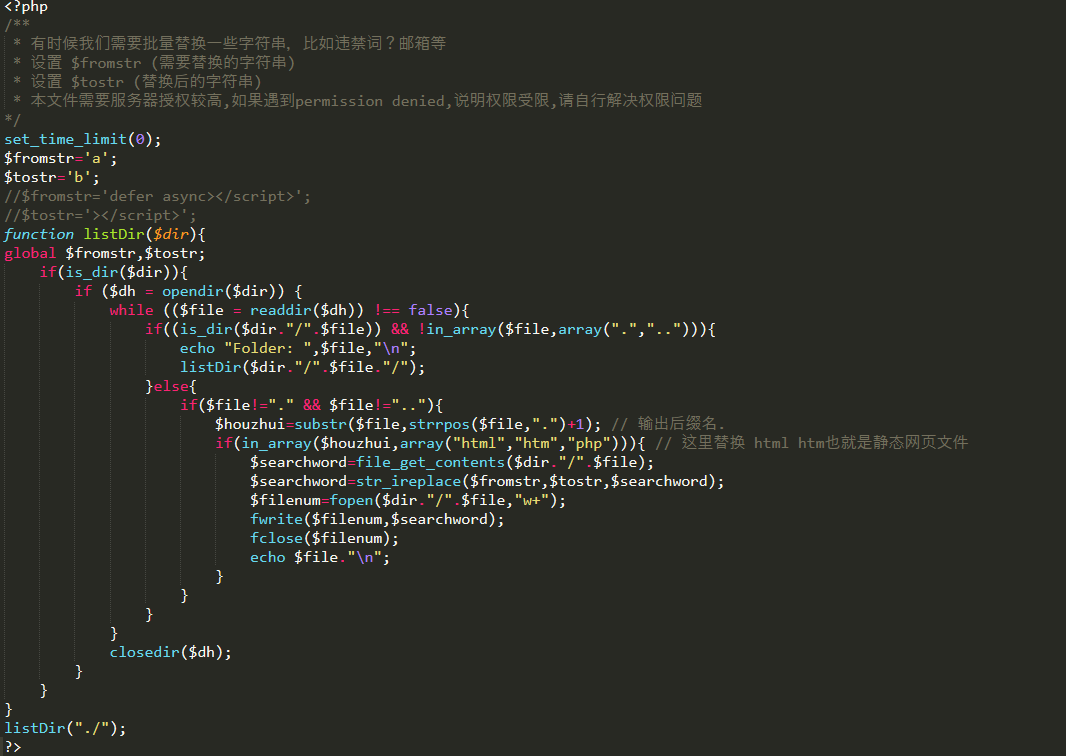 <?php
/**
 * 有时候我们需要批量替换一些字符串, 比如违禁词？邮箱等
 * 设置 $fromstr (需要替换的字符串)
 * 设置 $tostr (替换后的字符串)
 * 本文件需要服务器授权较高,如果遇到permission denied,说明权限受限,请自行解决权限问题
*/
set_time_limit(0);
$fromstr='a';
$tostr='b';
//$fromstr='defer async></script>';
//$tostr='></script>';
function listDir($dir){
global $fromstr,$tostr;
    if(is_dir($dir)){
        if ($dh = opendir($dir)) {
            while (($file = readdir($dh)) !== false){
                if((is_dir($dir."/".$file)) && !in_array($file,array(".",".."))){
                    echo "Folder: ",$file,"\n";
                    listDir($dir."/".$file."/");
                }else{
                    if($file!="." && $file!=".."){
                        $houzhui=substr($file,strrpos($file,".")+1); // 输出后缀名.
                        if(in_array($houzhui,array("html","htm","php"))){ // 这里替换 html htm也就是静态网页文件
                            $searchword=file_get_contents($dir."/".$file);
                            $searchword=str_ireplace($fromstr,$tostr,$searchword);
                            $filenum=fopen($dir."/".$file,"w+");
                            fwrite($filenum,$searchword);
                            fclose($filenum);
                            echo $file."\n";
                        }
                    }
                }
            }
            closedir($dh);
        }
    }
}
listDir("./");
?>